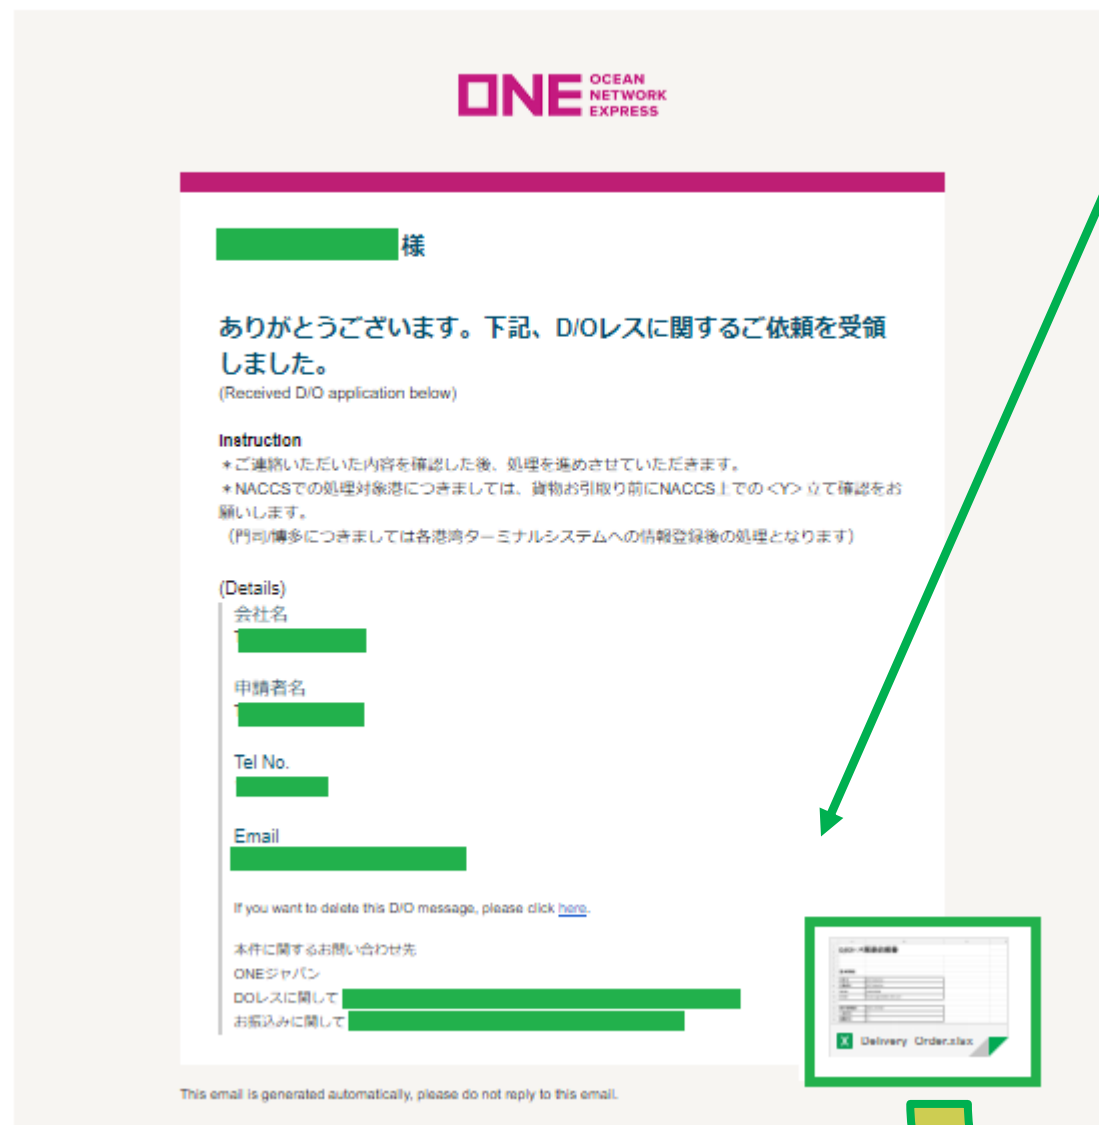 ONE OCEAN NETWORK EXPRESS
様
ありがとうございます。下記、D/Oレスに関するご依頼を受領
しました。
(Received D/O application below)
Instruction
＊ご連絡いただいた内容を確認した後、処理を進めさせていただきます。
＊NACCSでの処理対象港につきましては、貨物お引取り前にNACCS上での<Y> 立て確認をお
願いします。
（門司/博多につきましては各港湾ターミナルシステムへの情報登録後の処理となります）
(Details)
会社名
申請者名
Tel No.
Email
If you want to delete this D/O message, please click here.
本件に関するお問い合わせ先
ONEジャパン
DOレスに関して
お振込みに関して
Delivery Order.xlsx
This email is generated automatically, please do not reply to this email.